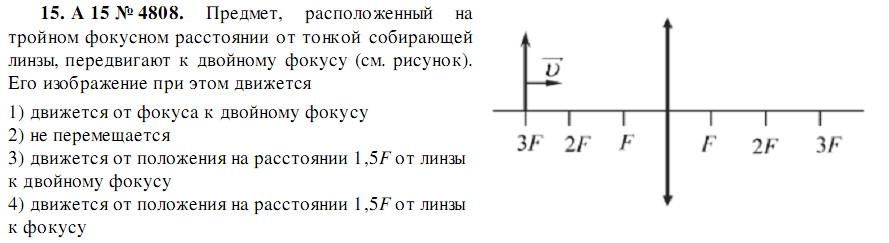 15. А 15 № 4808. Предмет, расположенный на
тройном фокусном расстоянии от тонкой собирающей
линзы, передвигают к двойному фокусу (см. рисунок).
Его изображение при этом движется
1) движется от фокуса к двойному фокусу
2) не перемещается
3) движется от положения на расстоянии 1,5F от линзы
к двойному фокусу
4) движется от положения на расстоянии 1,5F от линзы
к фокусу
υ
3F 2F F F 2F 3F